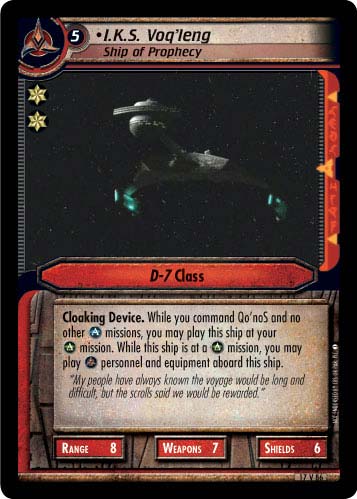 5
•I.K.S. Voq'leng
Ship of Prophecy
D-7 Class
Cloaking Device. While you command Qo'noS and no
other missions, you may play this ship at your
mission. While this ship is at a mission, you may
play personnel and equipment aboard this ship.
"My people have always known the voyage would be long and
difficult, but the scrolls said we would be rewarded."
RANGE 8
WEAPONS 7
SHIELDS 6
17 V 86